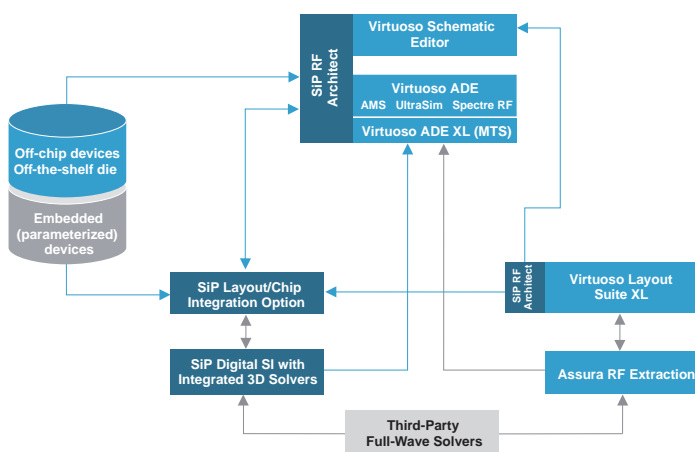 Virtuoso Schematic
Editor
SiP RF
Architect
Virtuoso ADE
AMS UltraSim Spectre RF
Virtuoso ADE XL (MTS)
Off-chip devices
Off-the-shelf die
Embedded
(parameterized)
devices
SiP Layout/Chip
Integration Option
SiP RF
Architect
Virtuoso Layout
Suite XL
SiP Digital SI with
Integrated 3D Solvers
Assura RF Extraction
Third-Party
Full-Wave Solvers